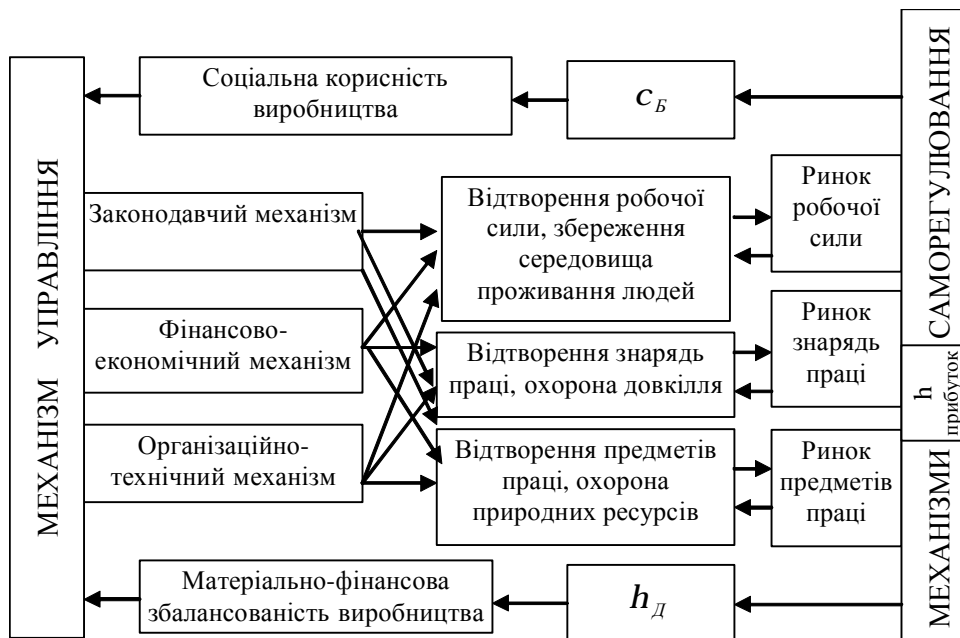 МЕХАНІЗМ УПРАВЛІННЯ
Соціальна корисність
виробництва
c_Б
Законодавчий механізм
Фінансово-
економічний механізм
Організаційно-
технічний механізм
Відтворення робочої
сили, збереження
середовища
проживання людей
Відтворення знарядь
праці, охорона довкілля
Відтворення предметів
праці, охорона
природних ресурсів
Ринок
робочої
сили
Ринок
знарядь
праці
Ринок
предметів
праці
Матеріально-фінансова
збалансованість виробництва
h_Д
МЕХАНІЗМИ
h
прибуток
САМОРЕГУЛЮВАННЯ